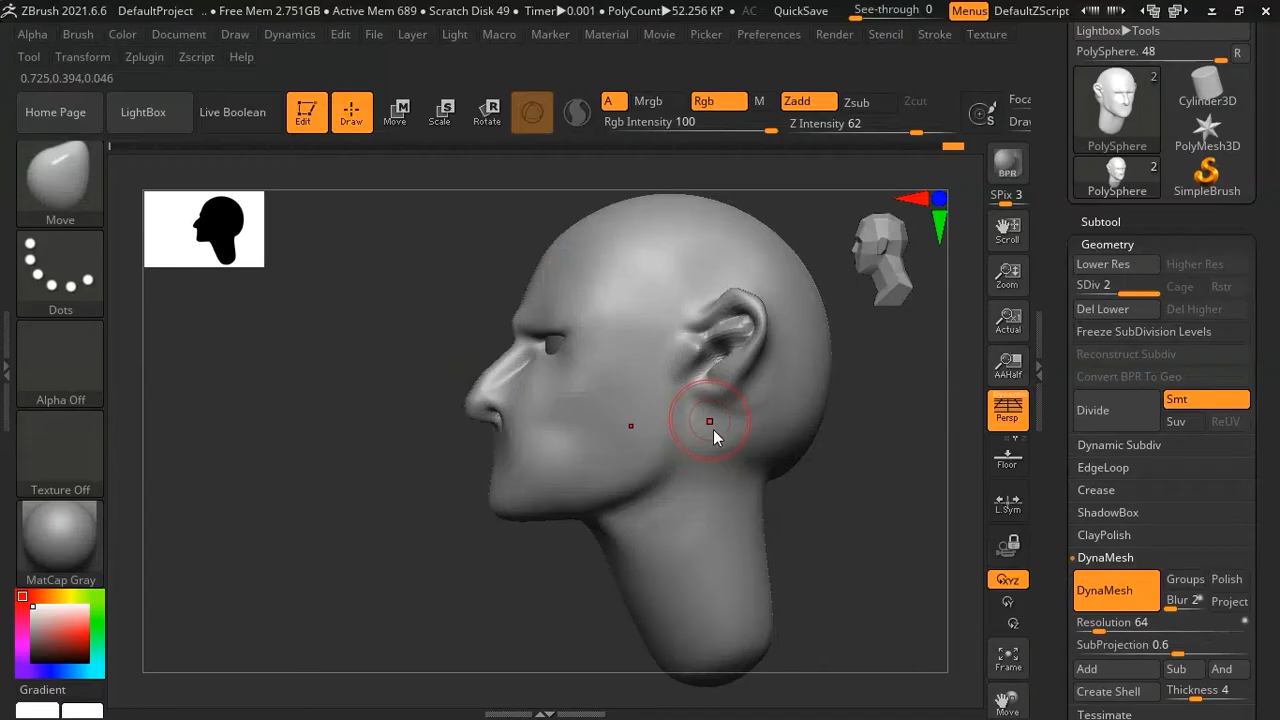 ZBrush 2021.6.6 DefaultProject .. • Free Mem 2.751GB • Active Mem 689 • Scratch Disk 49 • Timer▶0.001 • PolyCount▶52.256 KP • AC QuickSave See-through 0 Menus DefaultZScript
Alpha Brush Color Document Draw Dynamics Edit File Layer Light Macro Marker Material Movie Picker Preferences Render Stencil Stroke Texture
Tool Transform Zplugin Zscript Help
0.725,0.394,0.046
Home Page LightBox Live Boolean Edit Draw Move Scale Rotate
A Mrgb Rgb M Zadd Zsub Zcut Foca
Rgb Intensity 100 Z Intensity 62 Draw
Move
Dots
Alpha Off
Texture Off
MatCap Gray
Gradient
BPR
SPix 3
Scroll
Zoom
Actual
AAHalf
Persp
Floor
L.Sym
XYZ
Y
Z
Frame
Move
Lightbox▶Tools
PolySphere. 48 R
2
Cylinder3D
PolySphere PolyMesh3D
2
PolySphere SimpleBrush
Subtool
Geometry
Lower Res Higher Res
SDiv 2 Cage Rstr
Del Lower Del Higher
Freeze SubDivision Levels
Reconstruct Subdiv
Convert BPR To Geo
Divide Smt
Suv ReUV
Dynamic Subdiv
EdgeLoop
Crease
ShadowBox
ClayPolish
DynaMesh
DynaMesh Groups Polish
Blur 2 Project
Resolution 64
SubProjection 0.6
Add Sub And
Create Shell Thickness 4
Tessimate